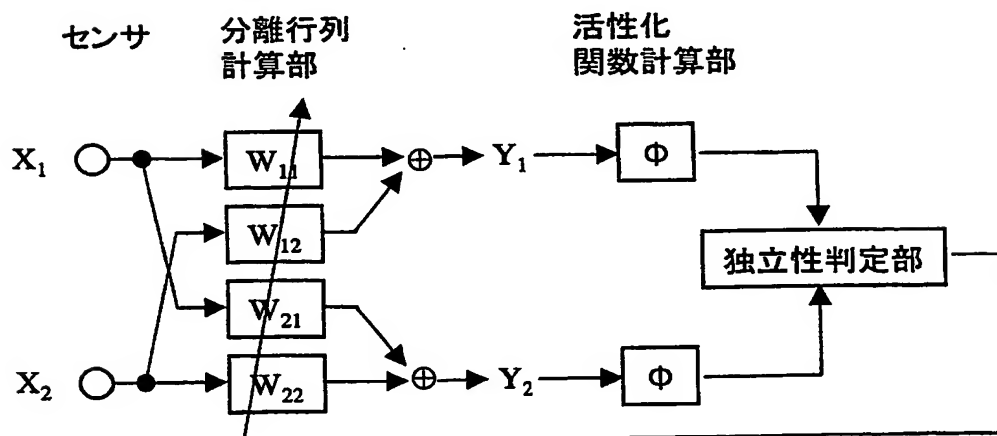 センサ
分離行列
計算部
活性化
関数計算部
X1
W11
⊕
Y1
Φ
W12
独立性判定部
W21
X2
W22
⊕
Y2
Φ